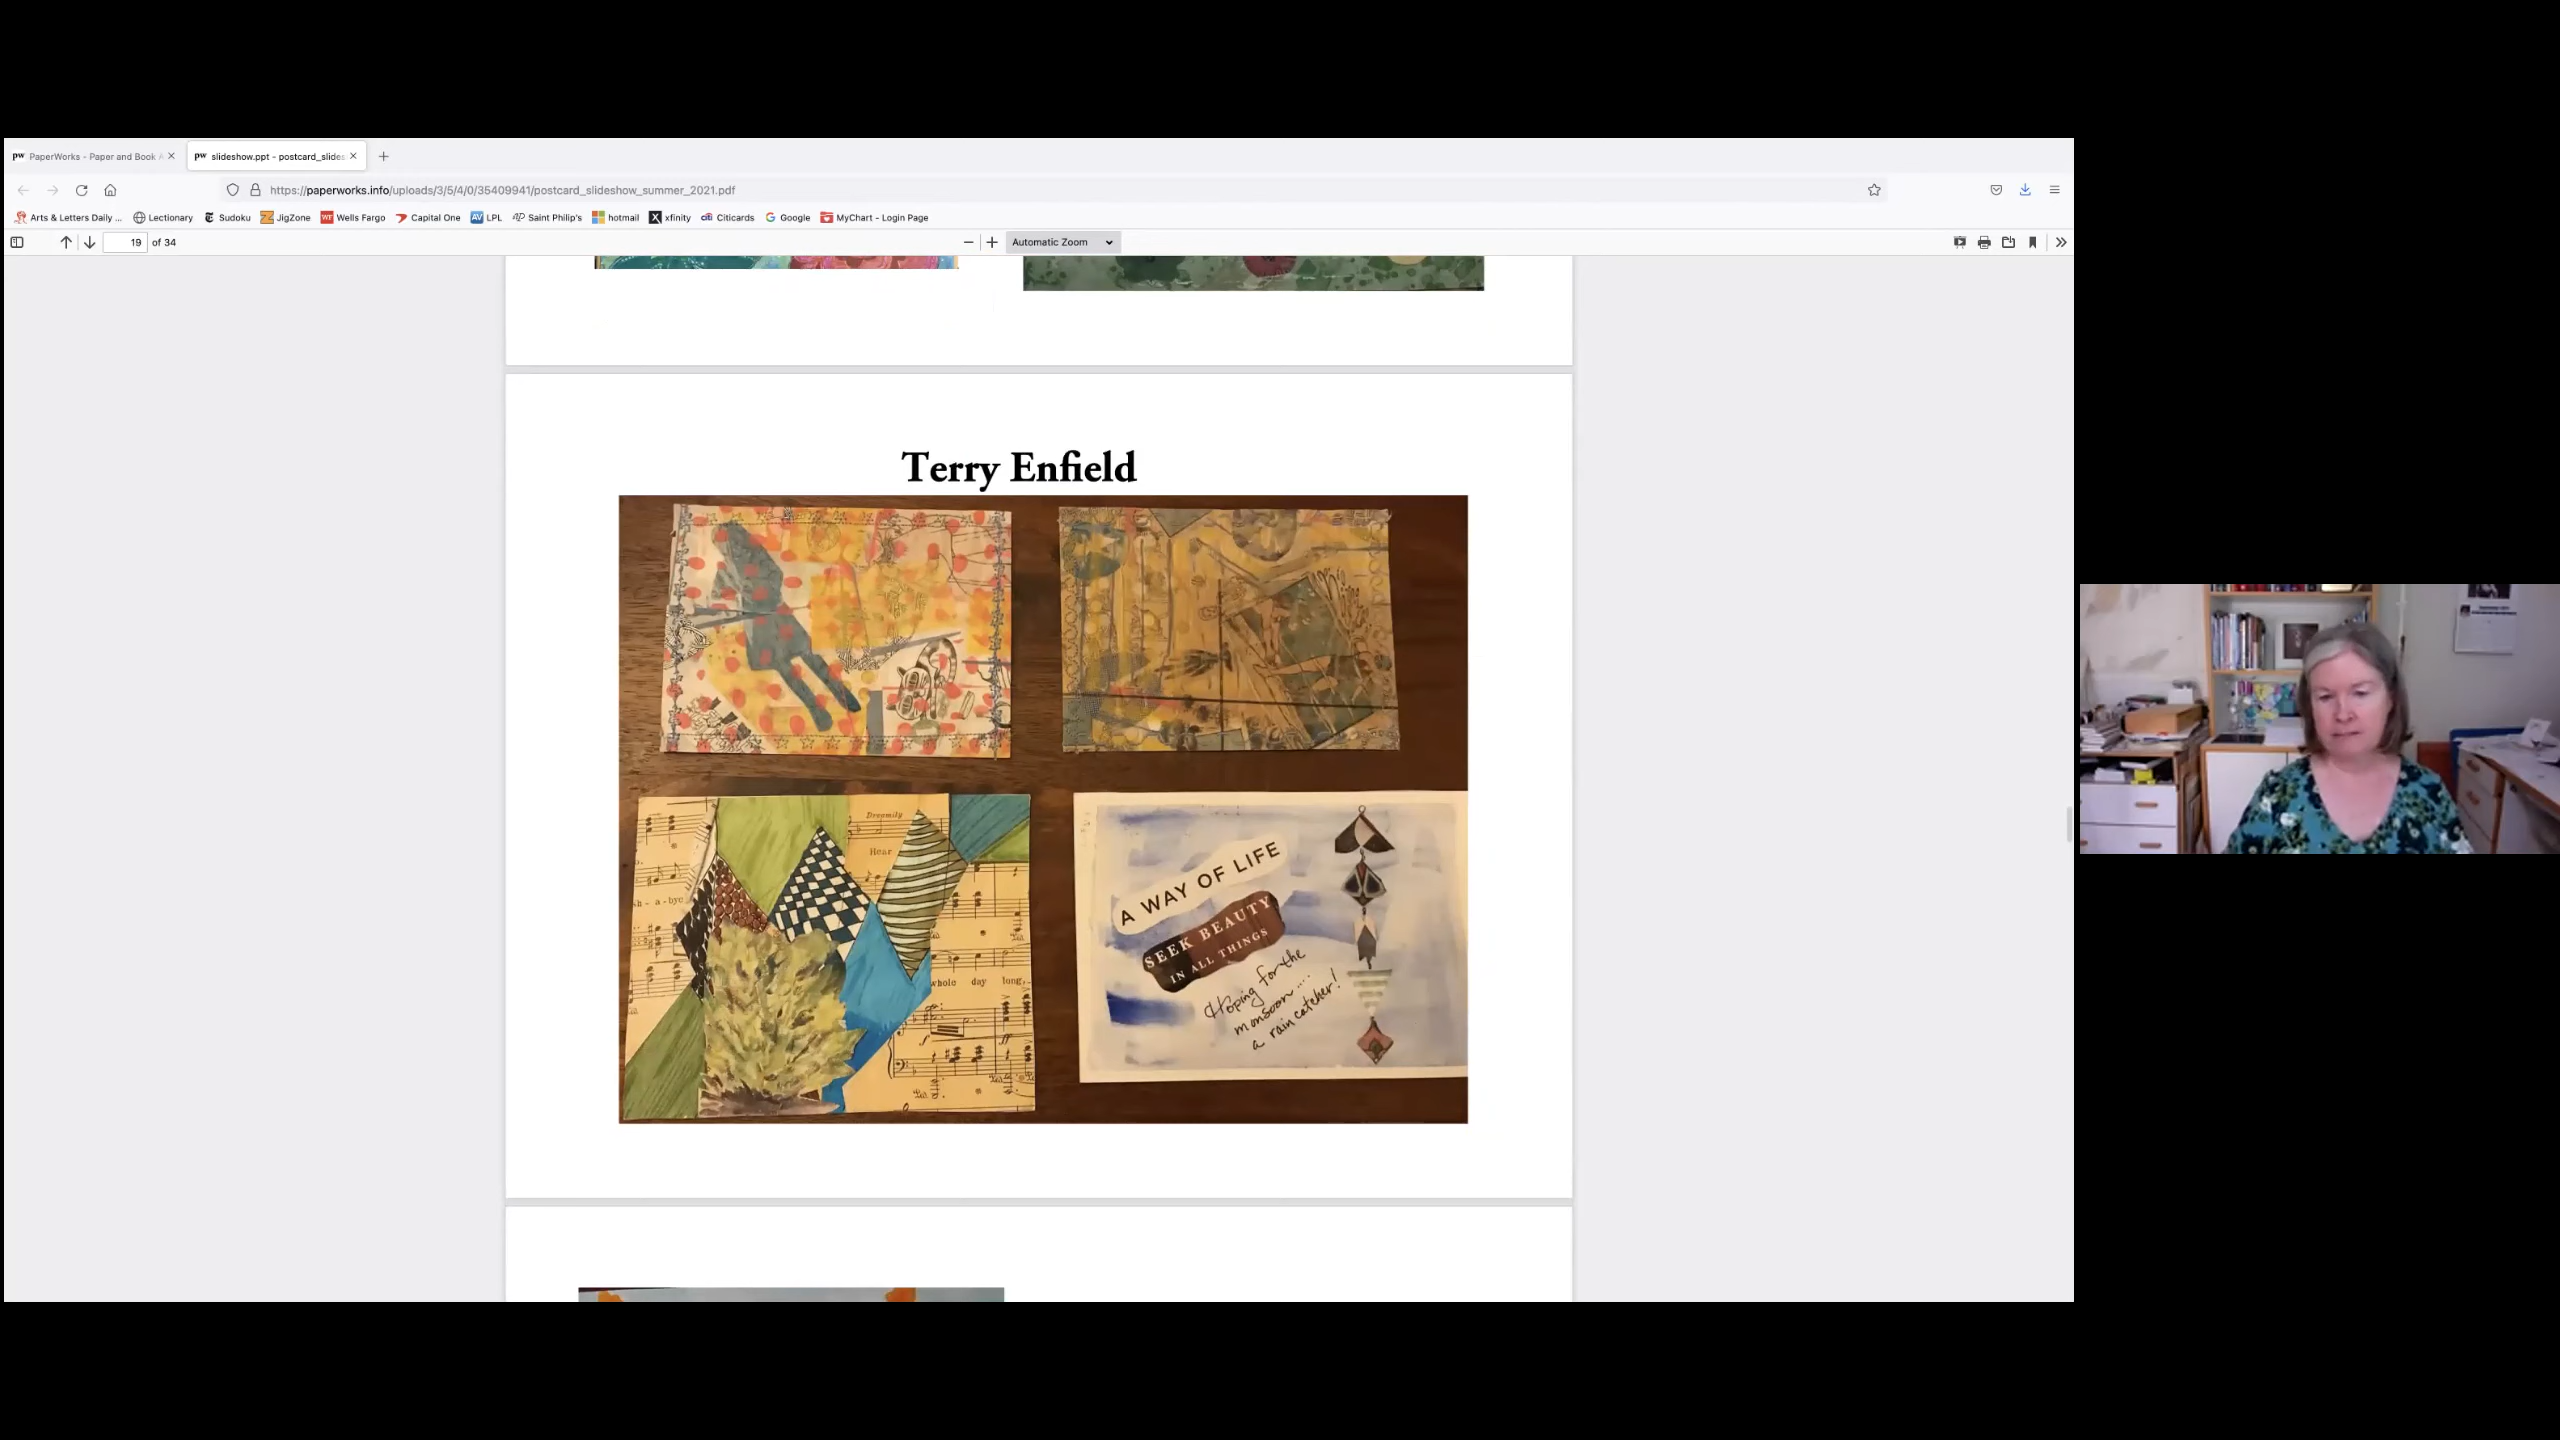 PaperWorks - Paper and Book A
slideshow.ppt - postcard_slides
https://paperworks.info/uploads/3/5/4/0/35409941/postcard_slideshow_summer_2021.pdf
Arts & Letters Daily ... Lectionary Sudoku JigZone Wells Fargo Capital One LPL Saint Philip's hotmail xfinity Citicards Google MyChart - Login Page
19 of 34
Automatic Zoom
Terry Enfield
Dreamily
Hear
h - a - bye
whole day long,
A WAY OF LIFE
SEEK BEAUTY
IN ALL THINGS
Hoping for the
monsoon ...
a rain catcher!